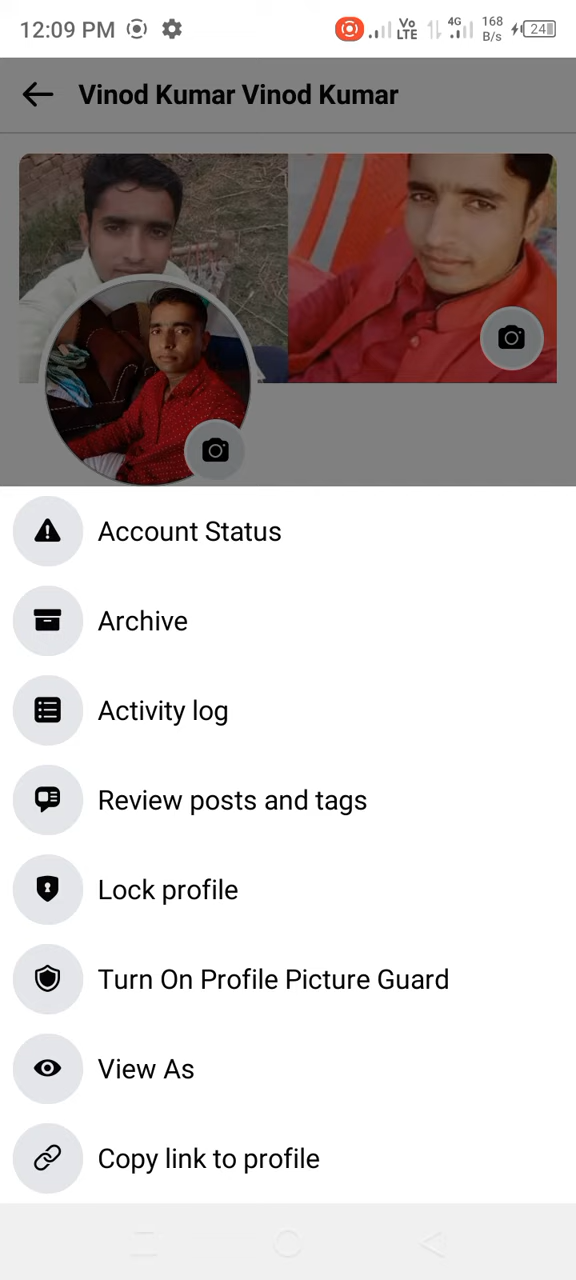 12:09 PM Vo LTE 4G 168 B/s 24
Vinod Kumar Vinod Kumar
Account Status
Archive
Activity log
Review posts and tags
Lock profile
Turn On Profile Picture Guard
View As
Copy link to profile